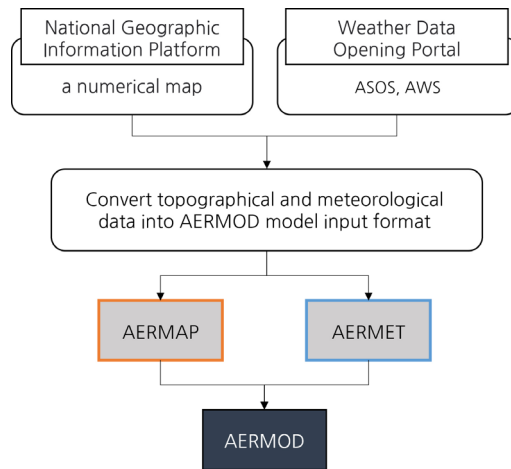 National Geographic
Information Platform
a numerical map
Weather Data
Opening Portal
ASOS, AWS
Convert topographical and meteorological
data into AERMOD model input format
AERMAP
AERMET
AERMOD